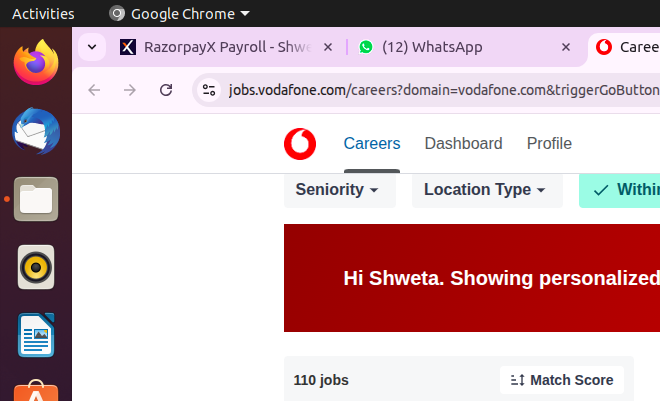 Activities Google Chrome
RazorpayX Payroll - Shwe (12) WhatsApp Caree
jobs.vodafone.com/careers?domain=vodafone.com&triggerGoButton
Careers Dashboard Profile
Seniority Location Type Within
Hi Shweta. Showing personalized
110 jobs Match Score